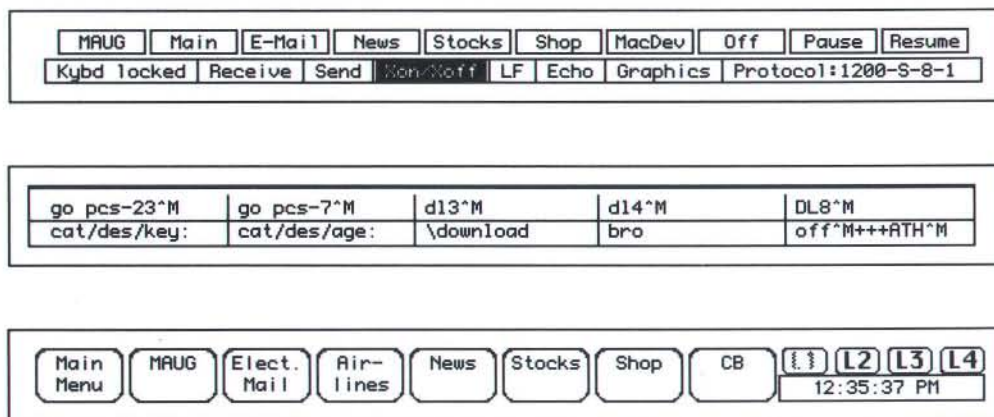 MAUG Main E-Mail News Stocks Shop MacDev Off Pause Resume
Kybd locked Receive Send Xon/Xoff LF Echo Graphics Protocol:1200-S-8-1
go pcs-23^M go pcs-7^M dl3^M dl4^M DL8^M
cat/des/key: cat/des/age: \download bro off^M+++ATH^M
Main Menu MAUG Elect. Mail Air-lines News Stocks Shop CB L2 L3 L4
12:35:37 PM